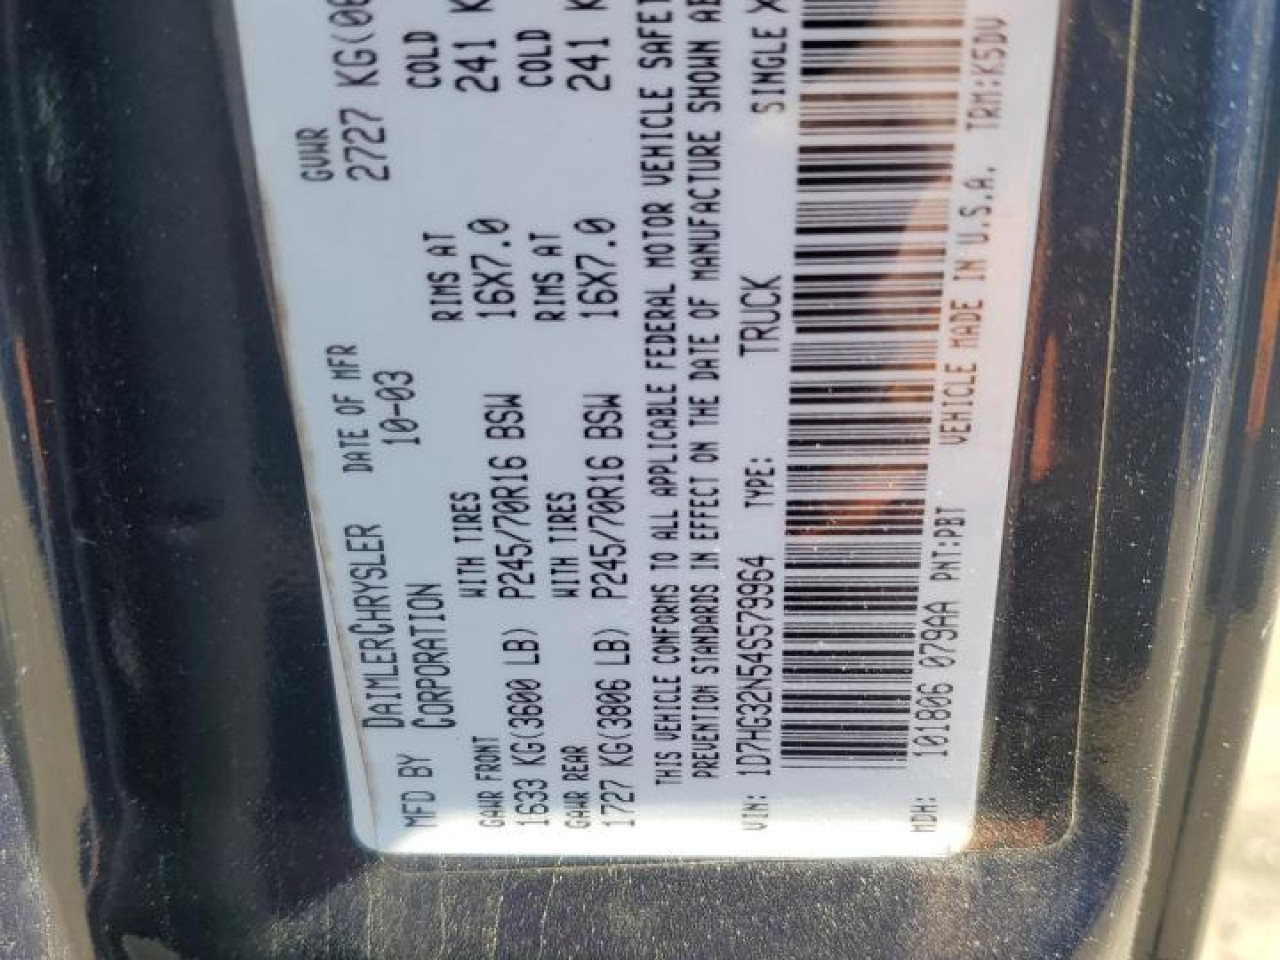 MFD BY DAIMLERCHRYSLER CORPORATION DATE OF MFR 10-03 GVWR 2727 KG(
GAWR FRONT WITH TIRES RIMS AT COLD
1633 KG(3600 LB) P245/70R16 BSW 16X7.0 241 K
GAWR REAR WITH TIRES RIMS AT COLD
1727 KG(3806 LB) P245/70R16 BSW 16X7.0 241 K
THIS VEHICLE CONFORMS TO ALL APPLICABLE FEDERAL MOTOR VEHICLE SAFET
PREVENTION STANDARDS IN EFFECT ON THE DATE OF MANUFACTURE SHOWN AB
VIN: 1D7HG32N54S579964 TYPE: TRUCK SINGLE X
MDH: 101806 079AA PNT:PBT VEHICLE MADE IN U.S.A. TRM:K5DV